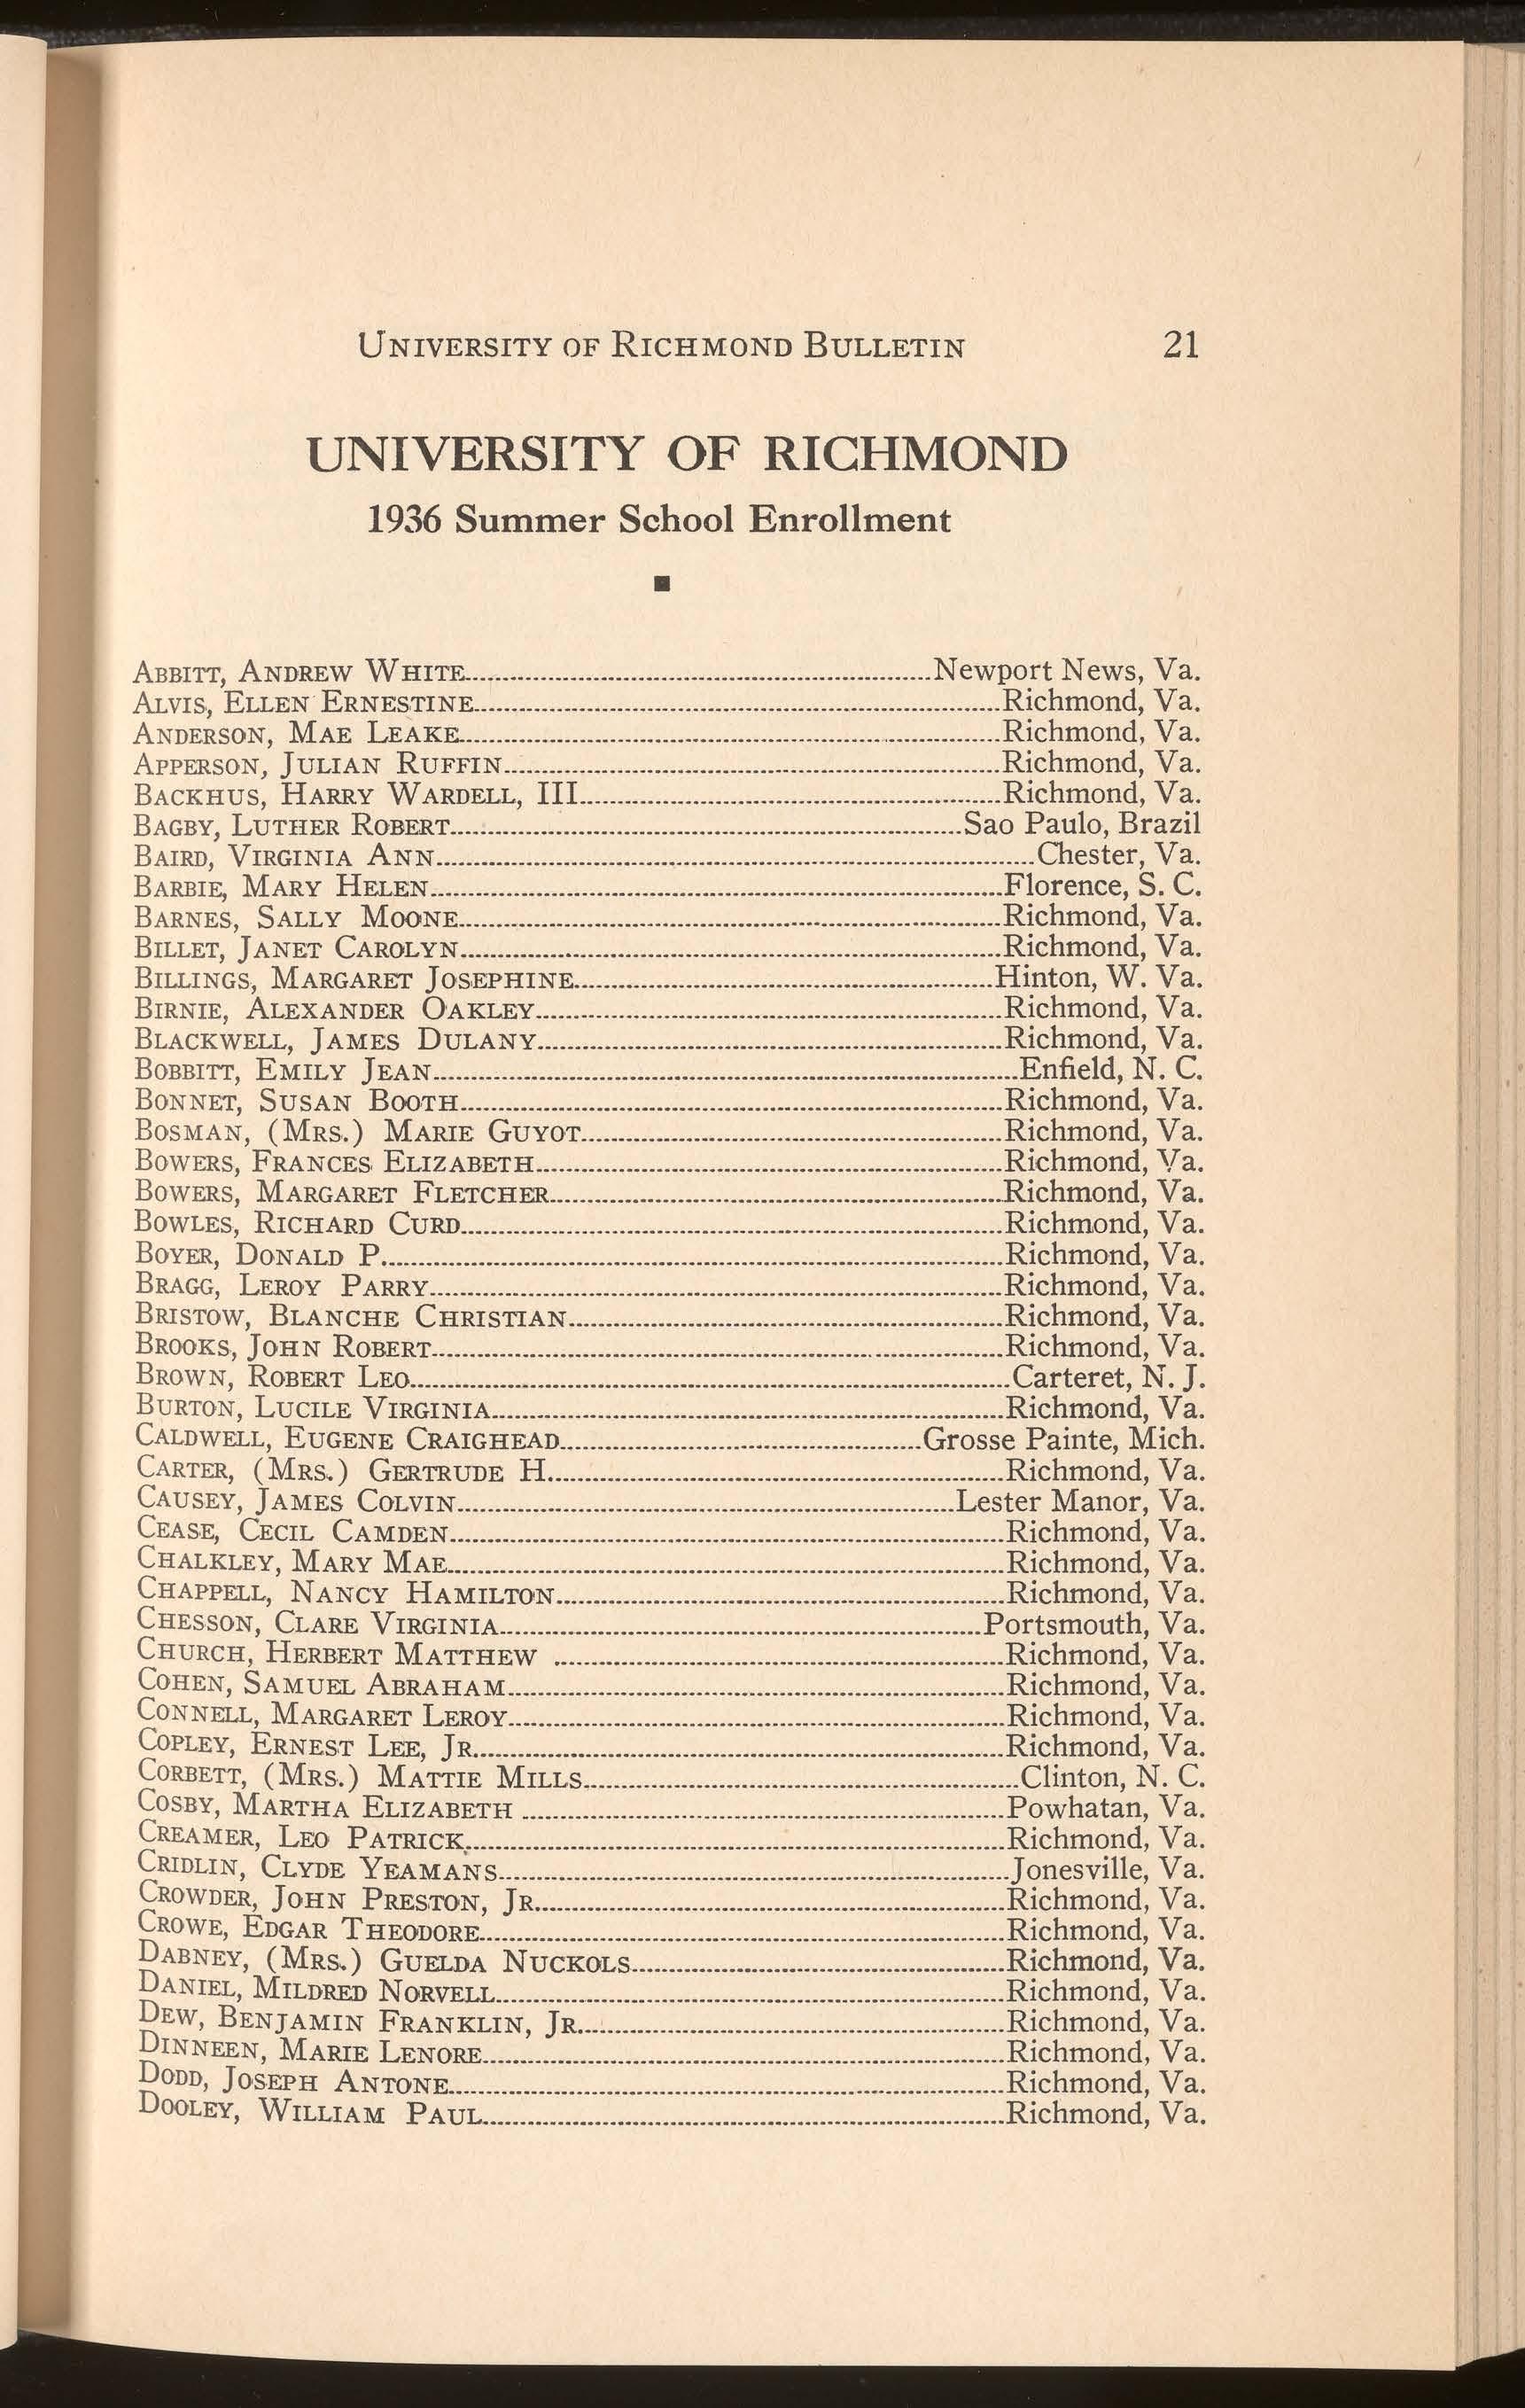 UNIVERSITY OF RICHMOND BULLETIN 21
UNIVERSITY OF RICHMOND
1936 Summer School Enrollment
ABBITT, ANDREW WHITE Newport News, Va.
ALVIS, ELLEN ERNESTINE Richmond, Va.
ANDERSON, MAE LEAKE Richmond, Va.
APPERSON, JULIAN RUFFIN Richmond, Va.
BACKHUS, HARRY WARDELL, III Richmond, Va.
BAGBY, LUTHER ROBERT Sao Paulo, Brazil
BAIRD, VIRGINIA ANN Chester, Va.
BARBIE, MARY HELEN Florence, S. C.
BARNES, SALLY MOONE Richmond, Va.
BILLET, JANET CAROLYN Richmond, Va.
BILLINGS, MARGARET JOSEPHINE Hinton, W. Va.
BIRNIE, ALEXANDER OAKLEY Richmond, Va.
BLACKWELL, JAMES DULANY Richmond, Va.
BOBBITT, EMILY JEAN Enfield, N. C.
BONNET, SUSAN BOOTH Richmond, Va.
BOSMAN, (MRS.) MARIE GUYOT Richmond, Va.
BOWERS, FRANCES ELIZABETH Richmond, Va.
BOWERS, MARGARET FLETCHER Richmond, Va.
BOWLES, RICHARD CURD Richmond, Va.
BOYER, DONALD P. Richmond, Va.
BRAGG, LEROY PARRY Richmond, Va.
BRISTOW, BLANCHE CHRISTIAN Richmond, Va.
BROOKS, JOHN ROBERT Richmond, Va.
BROWN, ROBERT LEO Carteret, N. J.
BURTON, LUCILE VIRGINIA Richmond, Va.
CALDWELL, EUGENE CRAIGHEAD Grosse Painte, Mich.
CARTER, (MRS.) GERTRUDE H. Richmond, Va.
CAUSEY, JAMES COLVIN Lester Manor, Va.
CEASE, CECIL CAMDEN Richmond, Va.
CHALKLEY, MARY MAE Richmond, Va.
CHAPPELL, NANCY HAMILTON Richmond, Va.
CHESSON, CLARE VIRGINIA Portsmouth, Va.
CHURCH, HERBERT MATTHEW Richmond, Va.
COHEN, SAMUEL ABRAHAM Richmond, Va.
CONNELL, MARGARET LEROY Richmond, Va.
COPLEY, ERNEST LEE, JR. Richmond, Va.
CORBETT, (MRS.) MATTIE MILLS Clinton, N. C.
COSBY, MARTHA ELIZABETH Powhatan, Va.
CREAMER, LEO PATRICK Richmond, Va.
CRIDLIN, CLYDE YEAMANS Jonesville, Va.
CROWDER, JOHN PRESTON, JR. Richmond, Va.
CROWE, EDGAR THEODORE Richmond, Va.
DABNEY, (MRS.) GUELDA NUCKOLS Richmond, Va.
DANIEL, MILDRED NORVELL Richmond, Va.
DEW, BENJAMIN FRANKLIN, JR. Richmond, Va.
DINNEEN, MARIE LENORE Richmond, Va.
DODD, JOSEPH ANTONE Richmond, Va.
DOOLEY, WILLIAM PAUL Richmond, Va.